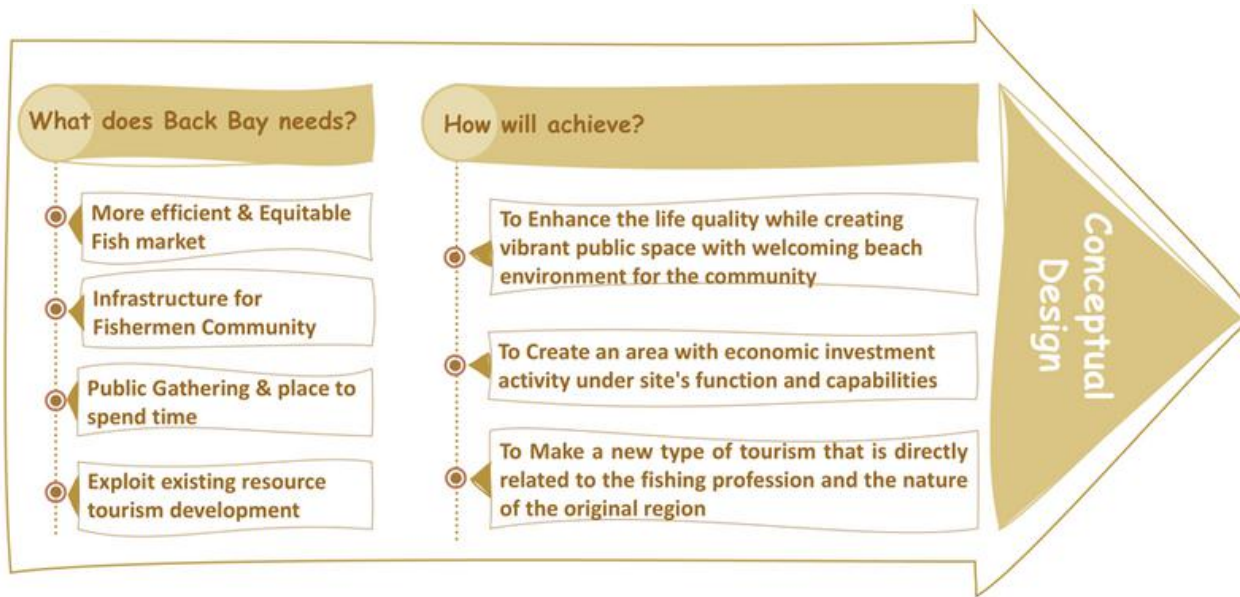 What does Back Bay needs?
More efficient & Equitable
Fish market
Infrastructure for
Fishermen Community
Public Gathering & place to
spend time
Exploit existing resource
tourism development
How will achieve?
To Enhance the life quality while creating
vibrant public space with welcoming beach
environment for the community
To Create an area with economic investment
activity under site's function and capabilities
To Make a new type of tourism that is directly
related to the fishing profession and the nature
of the original region
Conceptual
Design